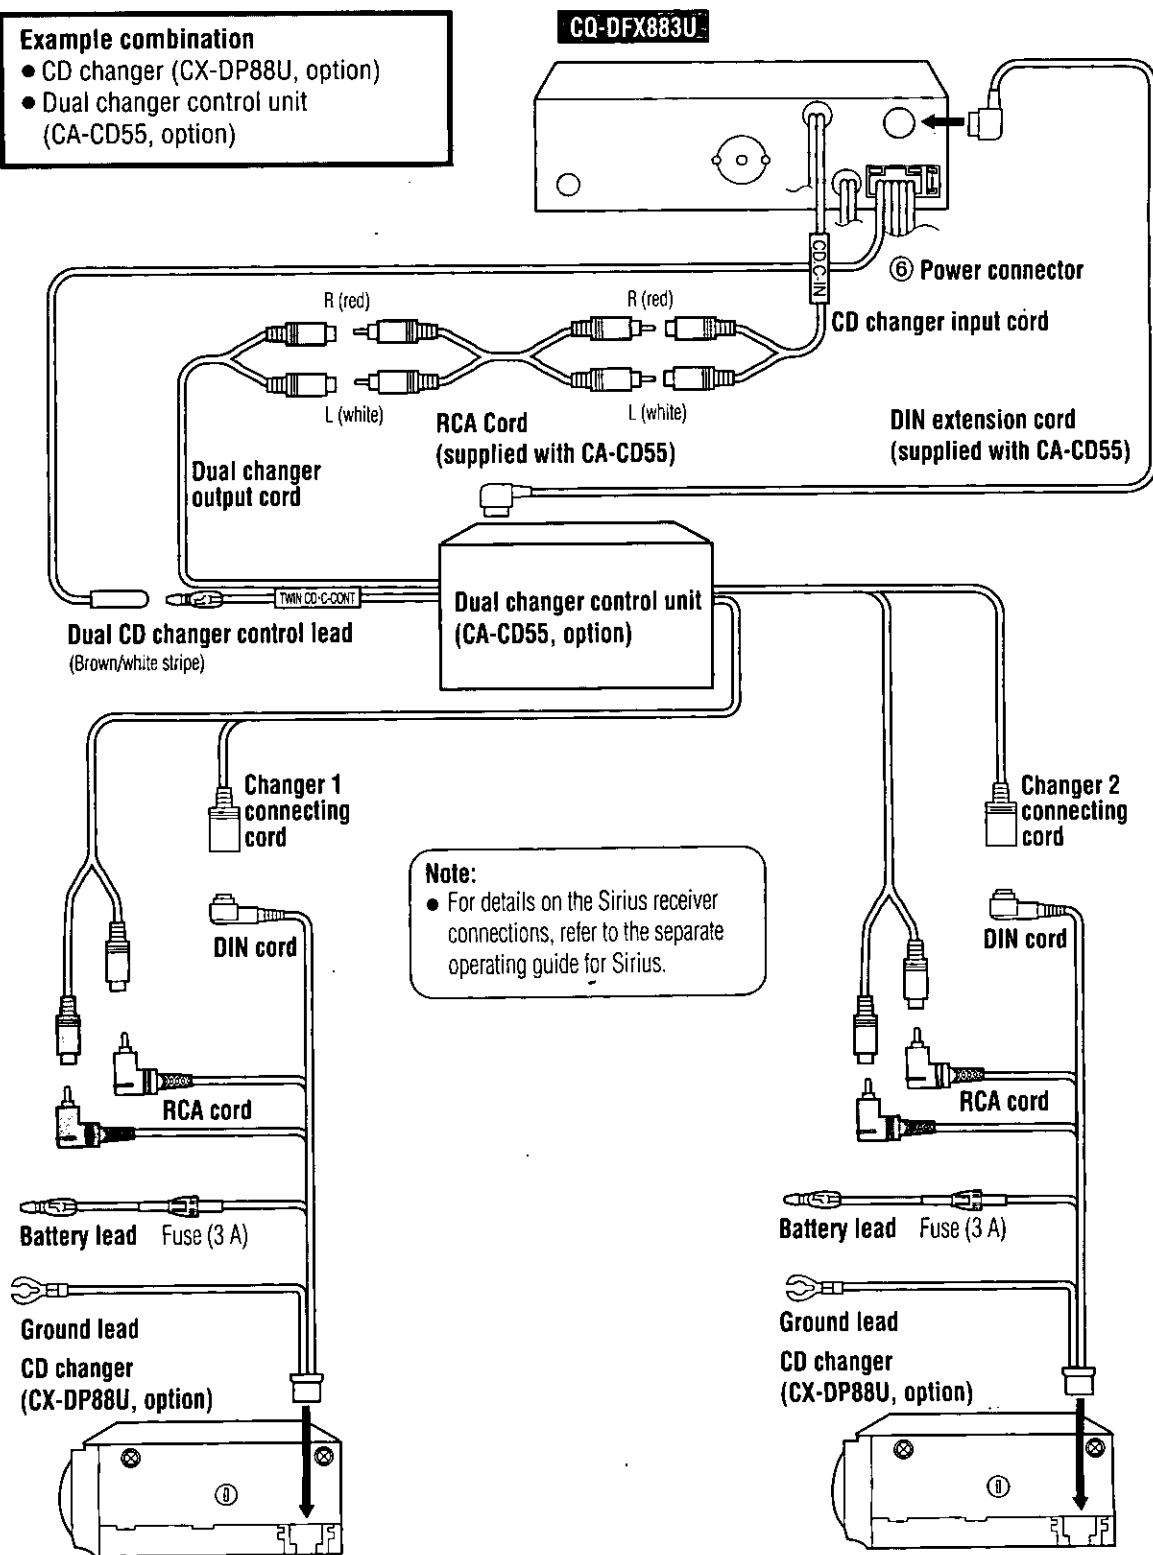 Example combination
● CD changer (CX-DP88U, option)
● Dual changer control unit
(CA-CD55, option)
CQ-DFX883U
CD.C-IN
⑥ Power connector
CD changer input cord
R (red)
R (red)
L (white)
L (white)
RCA Cord
(supplied with CA-CD55)
DIN extension cord
(supplied with CA-CD55)
Dual changer
output cord
TWIN CD-C-CONT
Dual changer control unit
(CA-CD55, option)
Dual CD changer control lead
(Brown/white stripe)
Changer 1
connecting
cord
Changer 2
connecting
cord
Note:
● For details on the Sirius receiver
connections, refer to the separate
operating guide for Sirius.
DIN cord
DIN cord
RCA cord
RCA cord
Battery lead Fuse (3 A)
Battery lead Fuse (3 A)
Ground lead
Ground lead
CD changer
(CX-DP88U, option)
CD changer
(CX-DP88U, option)